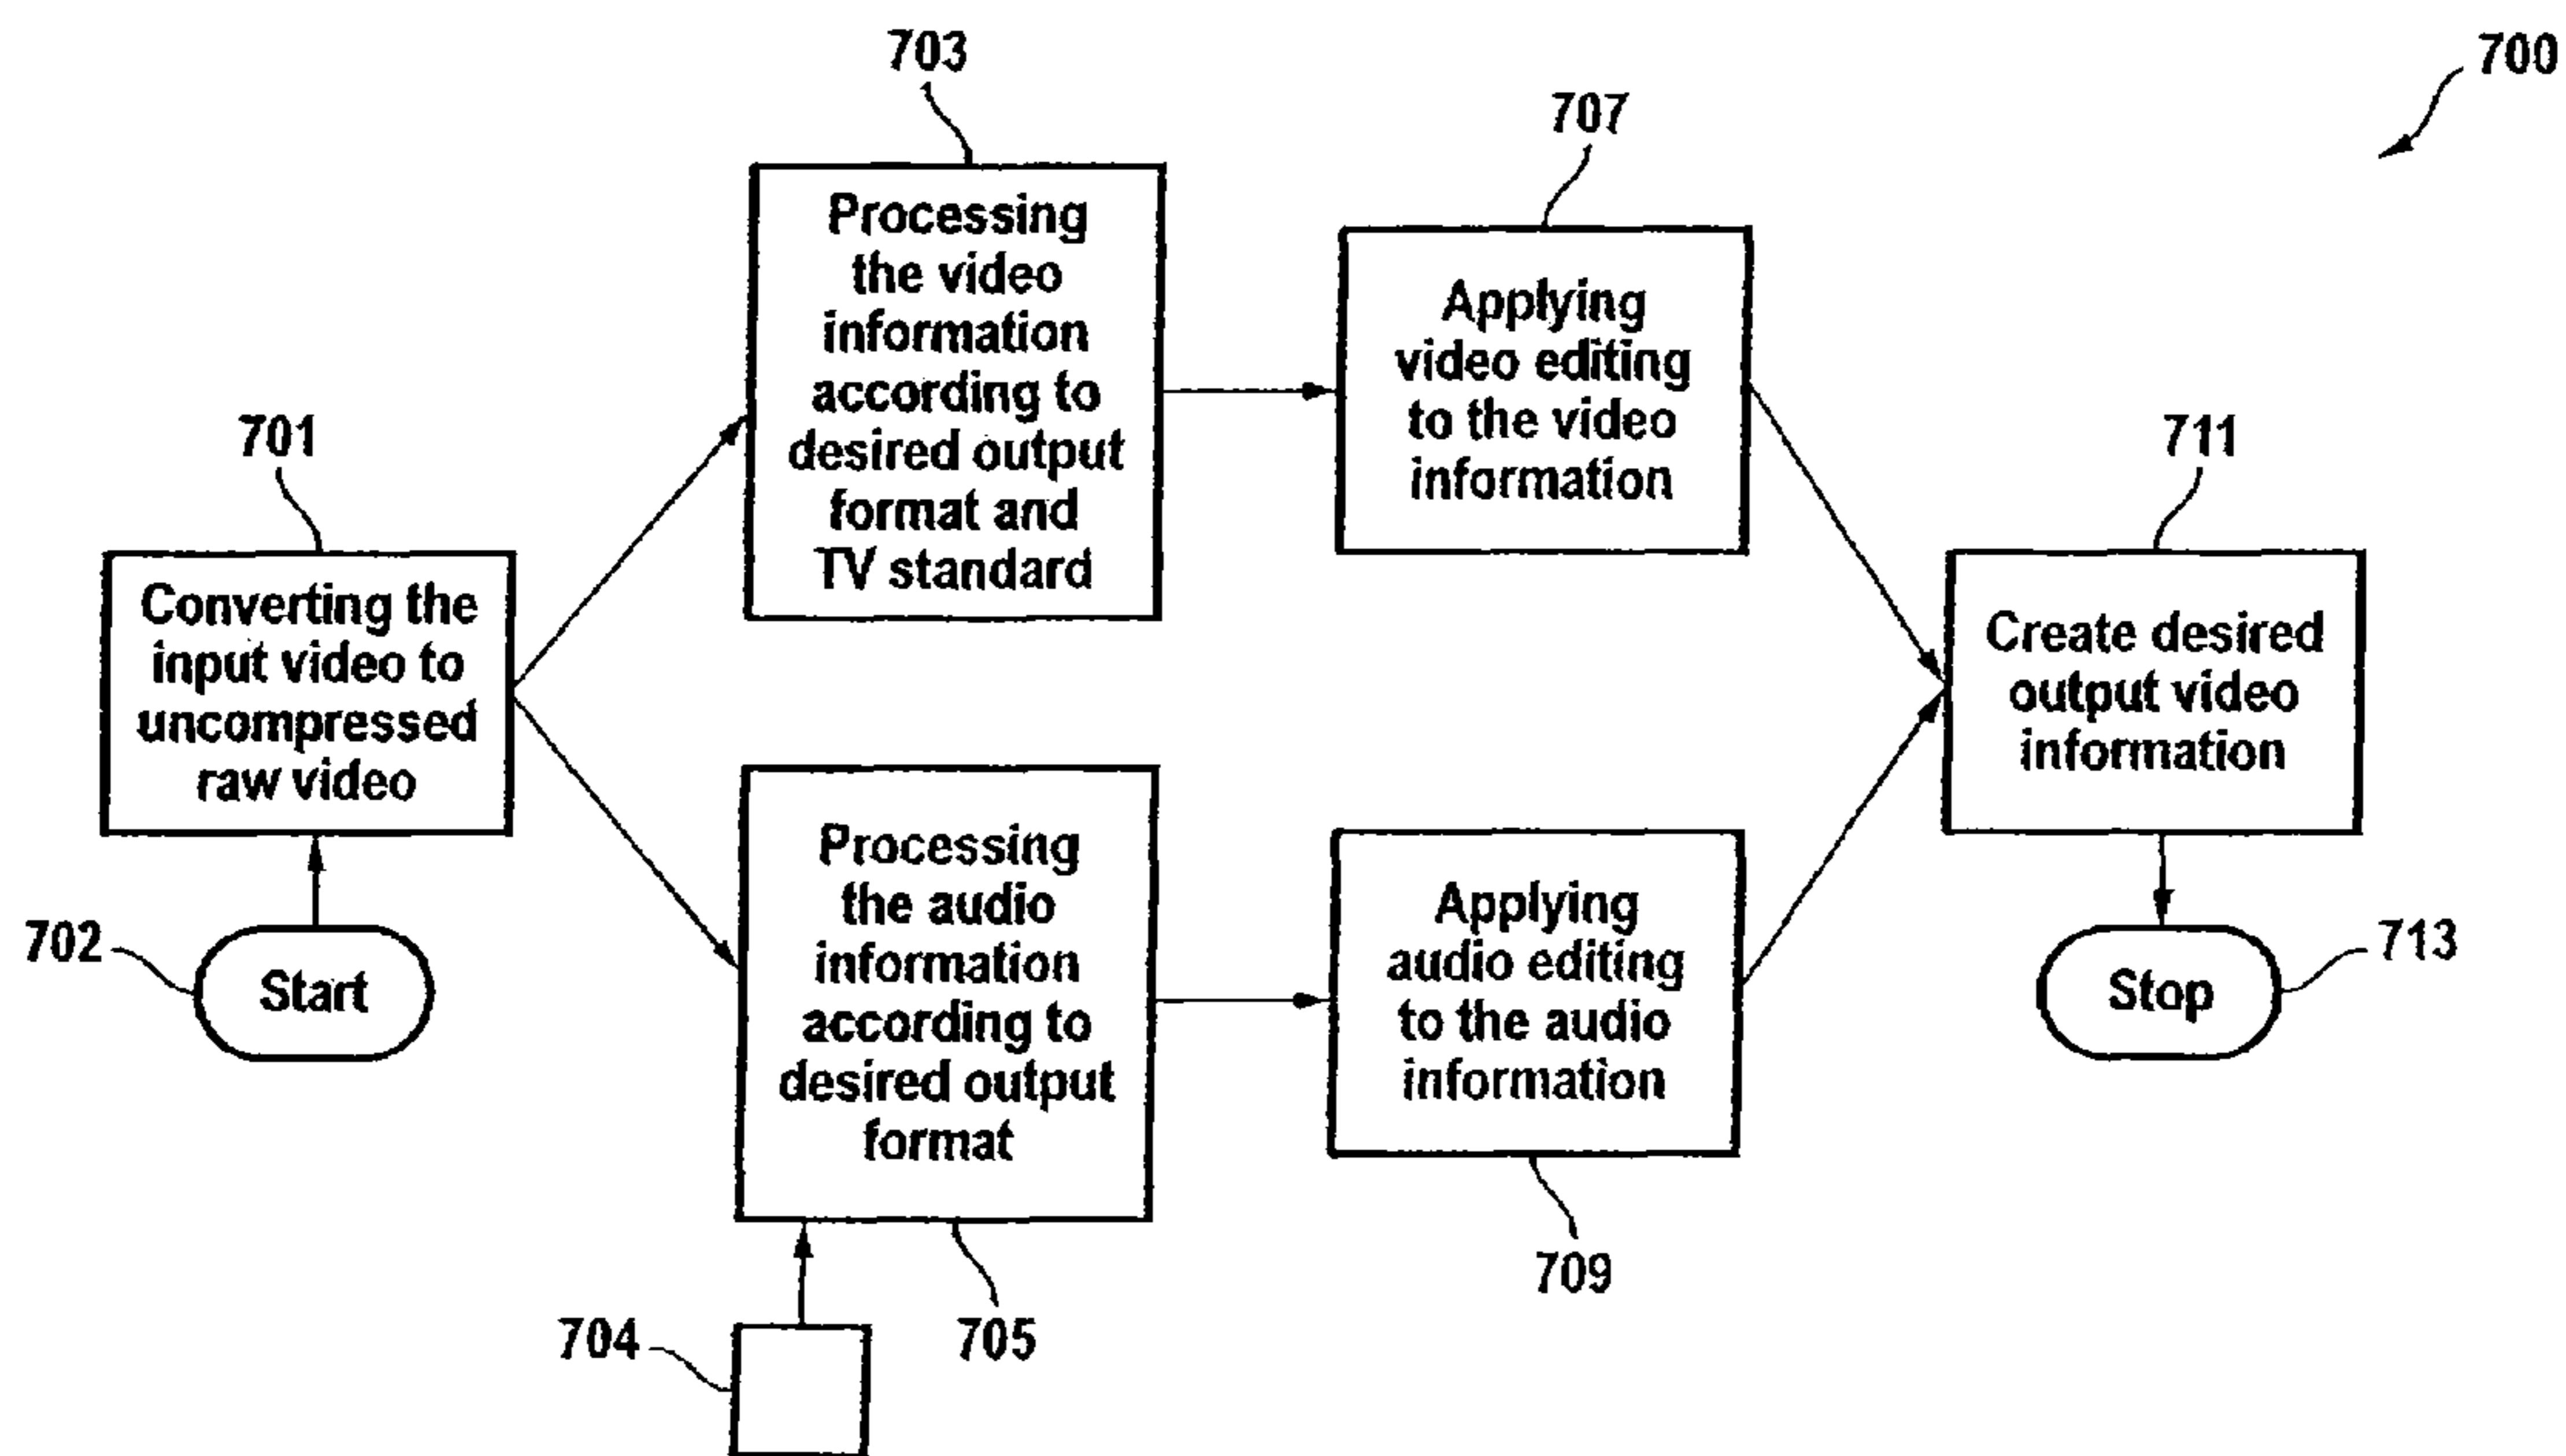 700
703
Processing
the video
information
according to
desired output
format and
TV standard
707
Applying
video editing
to the video
information
701
Converting the
input video to
uncompressed
raw video
711
Create desired
output video
information
702
Start
Processing
the audio
information
according to
desired output
format
705
704
Applying
audio editing
to the audio
information
709
Stop
713